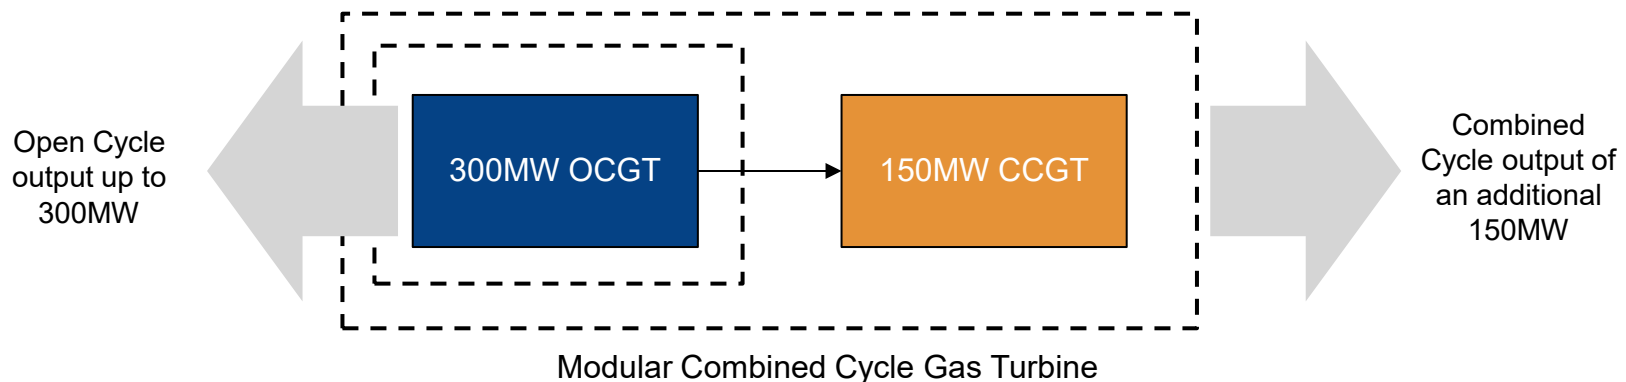 Open Cycle
output up to
300MW
300MW OCGT
150MW CCGT
Combined
Cycle output of
an additional
150MW
Modular Combined Cycle Gas Turbine